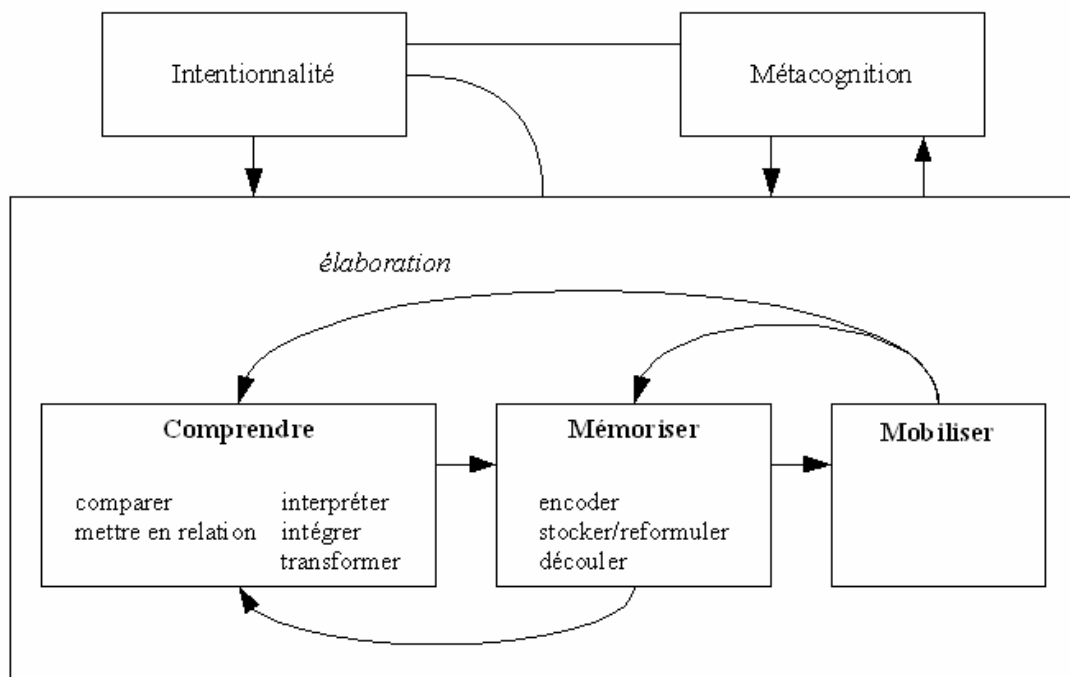 Intentionnalité
Métacognition
élaboration
Comprendre
comparer
mettre en relation
interpréter
intégrer
transformer
Mémoriser
encoder
stocker/reformuler
découler
Mobiliser